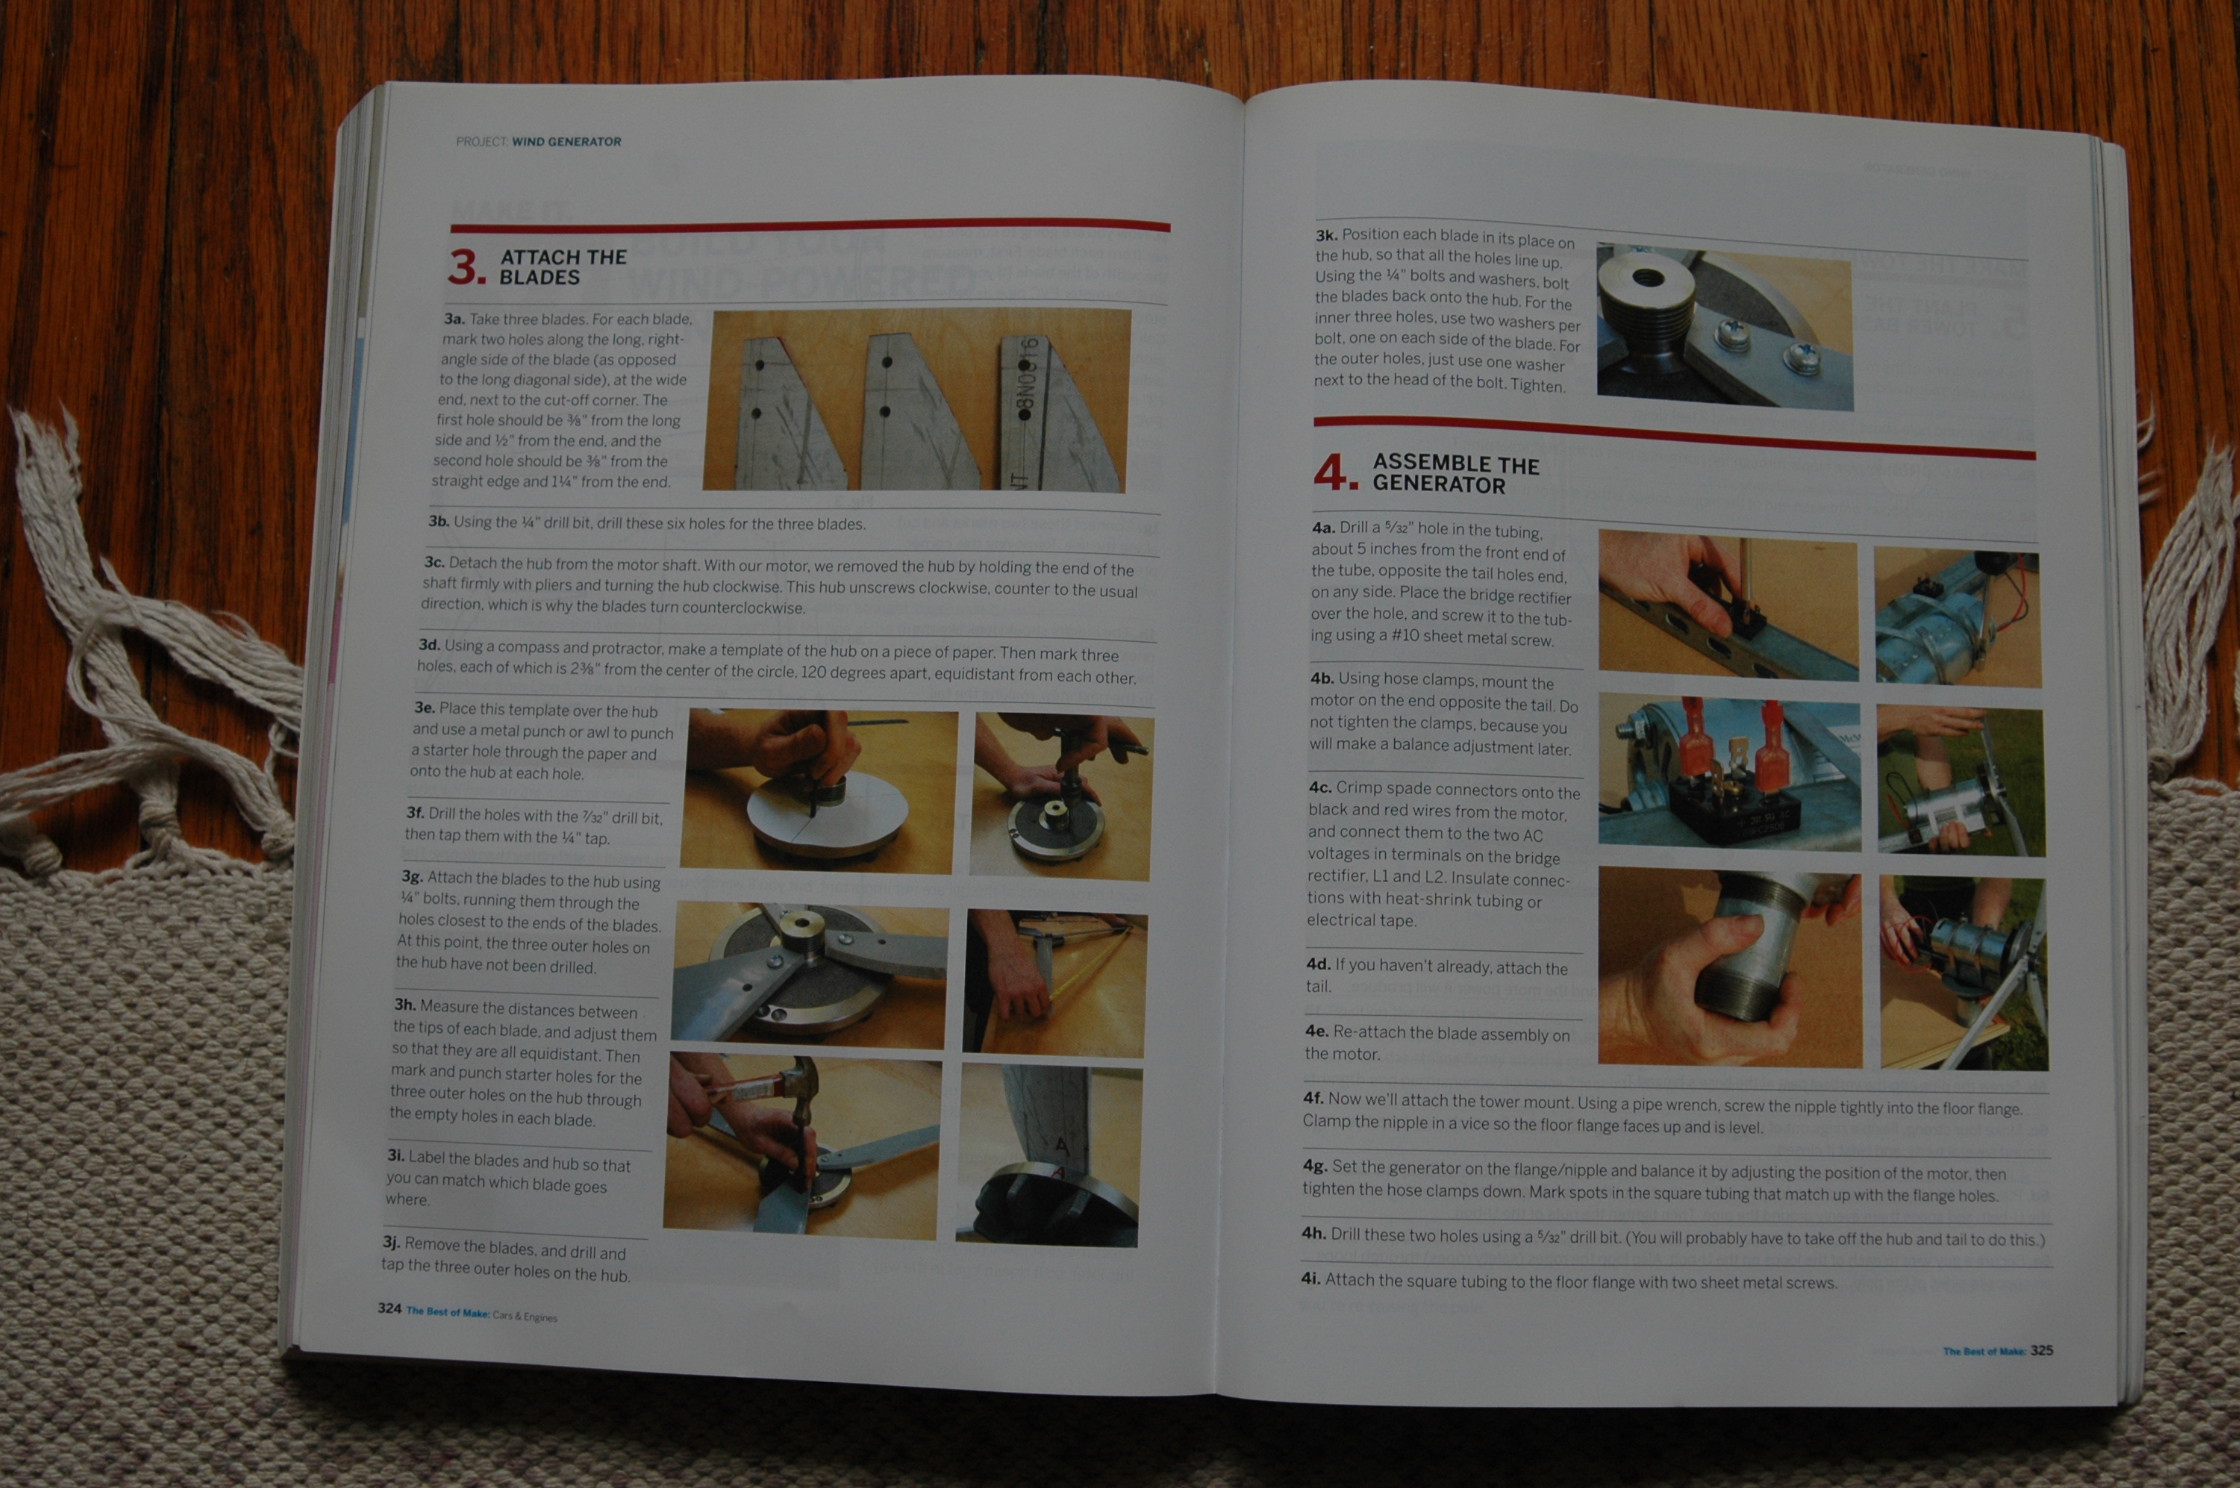 PROJECT: WIND GENERATOR
3. ATTACH THE
BLADES
3a. Take three blades. For each blade,
mark two holes along the long, right-
angle side of the blade (as opposed
to the long diagonal side), at the wide
end, next to the cut-off corner. The
first hole should be ⅜" from the long
side and ½" from the end, and the
second hole should be ⅜" from the
straight edge and 1¼" from the end.
3b. Using the ¼" drill bit, drill these six holes for the three blades.
3c. Detach the hub from the motor shaft. With our motor, we removed the hub by holding the end of the
shaft firmly with pliers and turning the hub clockwise. This hub unscrews clockwise, counter to the usual
direction, which is why the blades turn counterclockwise.
3d. Using a compass and protractor, make a template of the hub on a piece of paper. Then mark three
holes, each of which is 2⅜" from the center of the circle, 120 degrees apart, equidistant from each other.
3e. Place this template over the hub
and use a metal punch or awl to punch
a starter hole through the paper and
onto the hub at each hole.
3f. Drill the holes with the 7/32" drill bit,
then tap them with the ¼" tap.
3g. Attach the blades to the hub using
¼" bolts, running them through the
holes closest to the ends of the blades.
At this point, the three outer holes on
the hub have not been drilled.
3h. Measure the distances between
the tips of each blade, and adjust them
so that they are all equidistant. Then
mark and punch starter holes for the
three outer holes on the hub through
the empty holes in each blade.
3i. Label the blades and hub so that
you can match which blade goes
where.
A
A
3j. Remove the blades, and drill and
tap the three outer holes on the hub.
324 The Best of Make: Cars & Engines
3k. Position each blade in its place on
the hub, so that all the holes line up.
Using the ¼" bolts and washers, bolt
the blades back onto the hub. For the
inner three holes, use two washers per
bolt, one on each side of the blade. For
the outer holes, just use one washer
next to the head of the bolt. Tighten.
4. ASSEMBLE THE
GENERATOR
4a. Drill a 5/32" hole in the tubing,
about 5 inches from the front end of
the tube, opposite the tail holes end,
on any side. Place the bridge rectifier
over the hole, and screw it to the tub-
ing using a #10 sheet metal screw.
4b. Using hose clamps, mount the
motor on the end opposite the tail. Do
not tighten the clamps, because you
will make a balance adjustment later.
4c. Crimp spade connectors onto the
black and red wires from the motor,
and connect them to the two AC
voltages in terminals on the bridge
rectifier, L1 and L2. Insulate connec-
tions with heat-shrink tubing or
electrical tape.
4d. If you haven't already, attach the
tail.
4e. Re-attach the blade assembly on
the motor.
4f. Now we'll attach the tower mount. Using a pipe wrench, screw the nipple tightly into the floor flange.
Clamp the nipple in a vice so the floor flange faces up and is level.
4g. Set the generator on the flange/nipple and balance it by adjusting the position of the motor, then
tighten the hose clamps down. Mark spots in the square tubing that match up with the flange holes.
4h. Drill these two holes using a 5/32" drill bit. (You will probably have to take off the hub and tail to do this.)
4i. Attach the square tubing to the floor flange with two sheet metal screws.
The Best of Make: 325